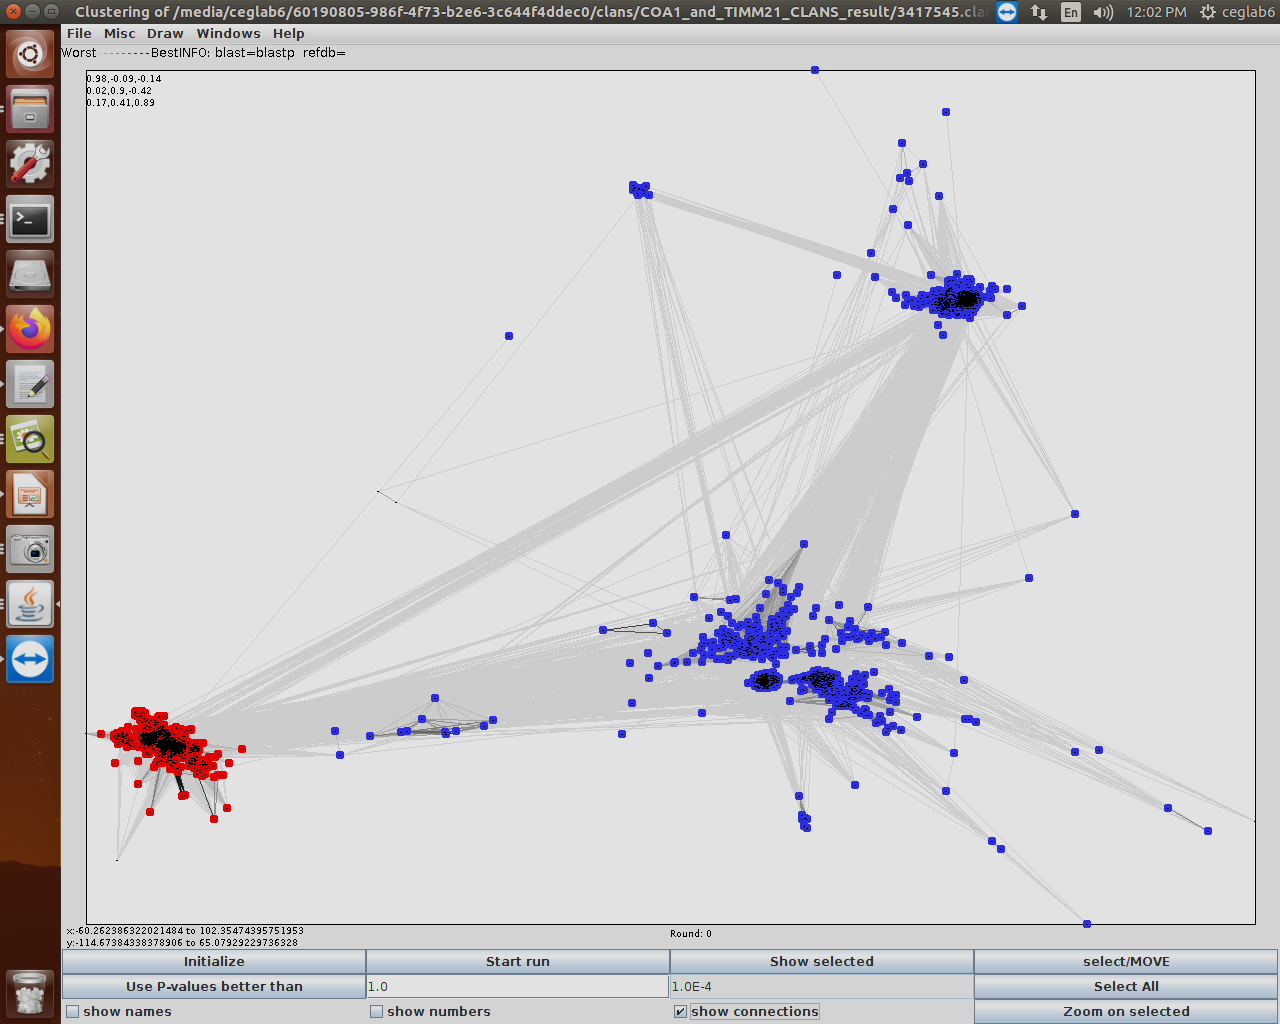 Clustering of /media/ceglab6/60190805-986f-4f73-b2e6-3c644f4ddec0/clans/COA1_and_TIMM21_CLANS_result/3417545.cla
En
12:02 PM
ceglab6
File Misc Draw Windows Help
Worst ---------BestINFO: blast=blastp refdb=
0.98,-0.09,-0.14
0.02,0.9,-0.42
0.17,0.41,0.89
x:-60.262386322021484 to 102.35474395751953
y:-114.67384338378906 to 65.07929229736328
Round: 0
Initialize
Start run
Show selected
select/MOVE
Use P-values better than
1.0
1.0E-4
Select All
show names
show numbers
show connections
Zoom on selected